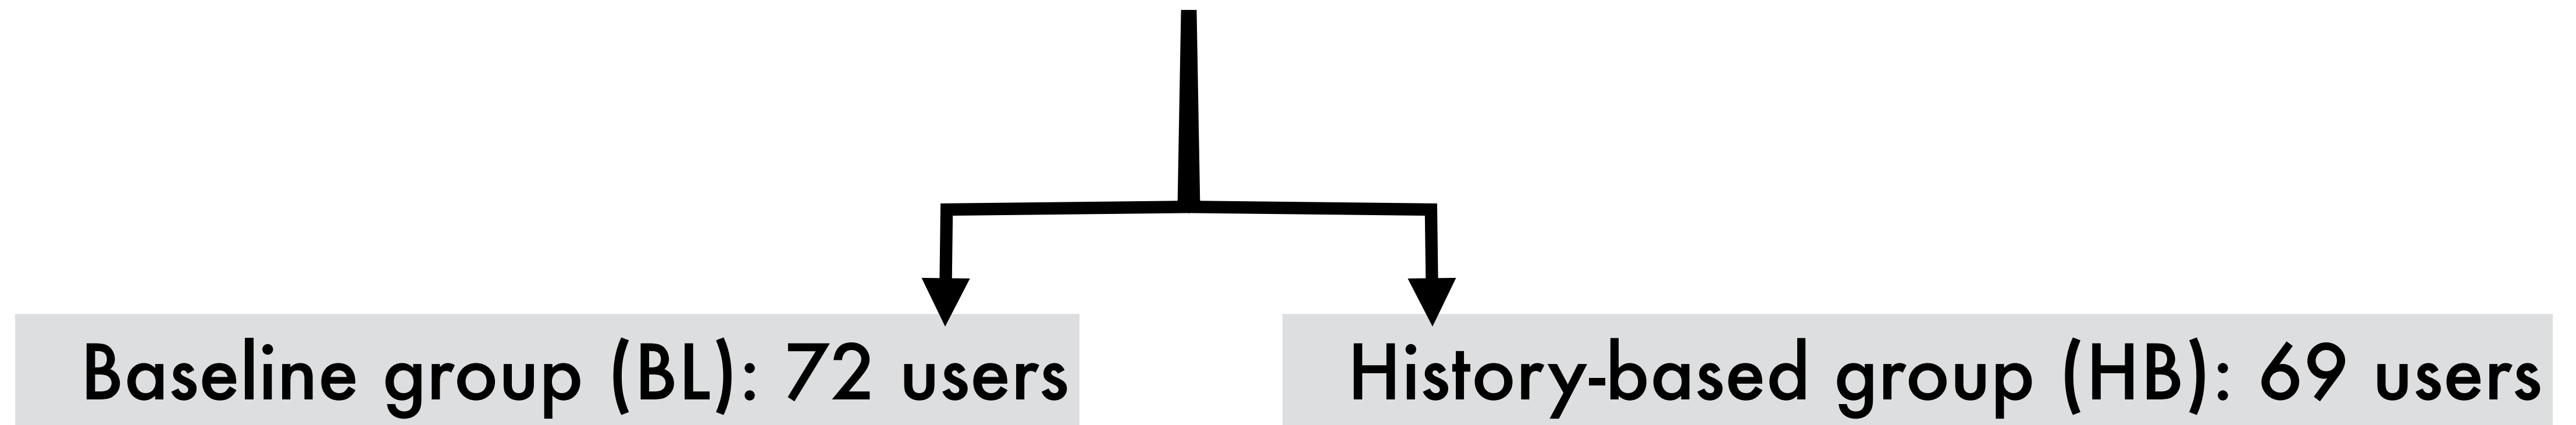 Baseline group (BL): 72 users
History-based group (HB): 69 users